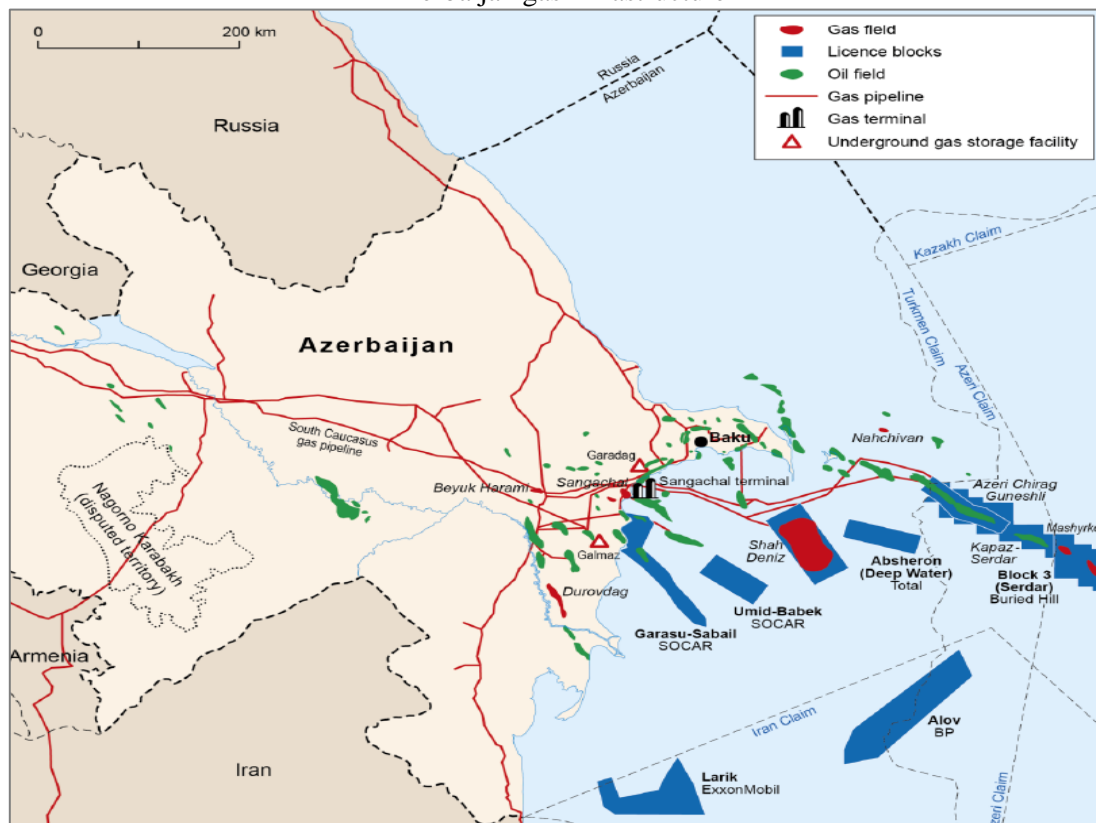 0 200 km
Gas field
Licence blocks
Oil field
Gas pipeline
Gas terminal
Underground gas storage facility
Russia
Azerbaijan
Russia
Georgia
Kazakh Claim
Turkmen Claim
Azeri Claim
Azerbaijan
South Caucasus
gas pipeline
Baku
Nahchivan
Garadag
Beyuk Harami
Sangachal
Sangachal terminal
Azeri Chirag
Guneshli
Nagorno Karabakh
(disputed territory)
Galmaz
Shah
Deniz
Kapaz-
Serdar
Absheron
(Deep Water)
Total
Block 3
(Serdar)
Buried Hill
Durovdag
Umid-Babek
SOCAR
Garasu-Sabail
SOCAR
Armenia
Iran Claim
Alov
BP
Iran
Larik
ExxonMobil